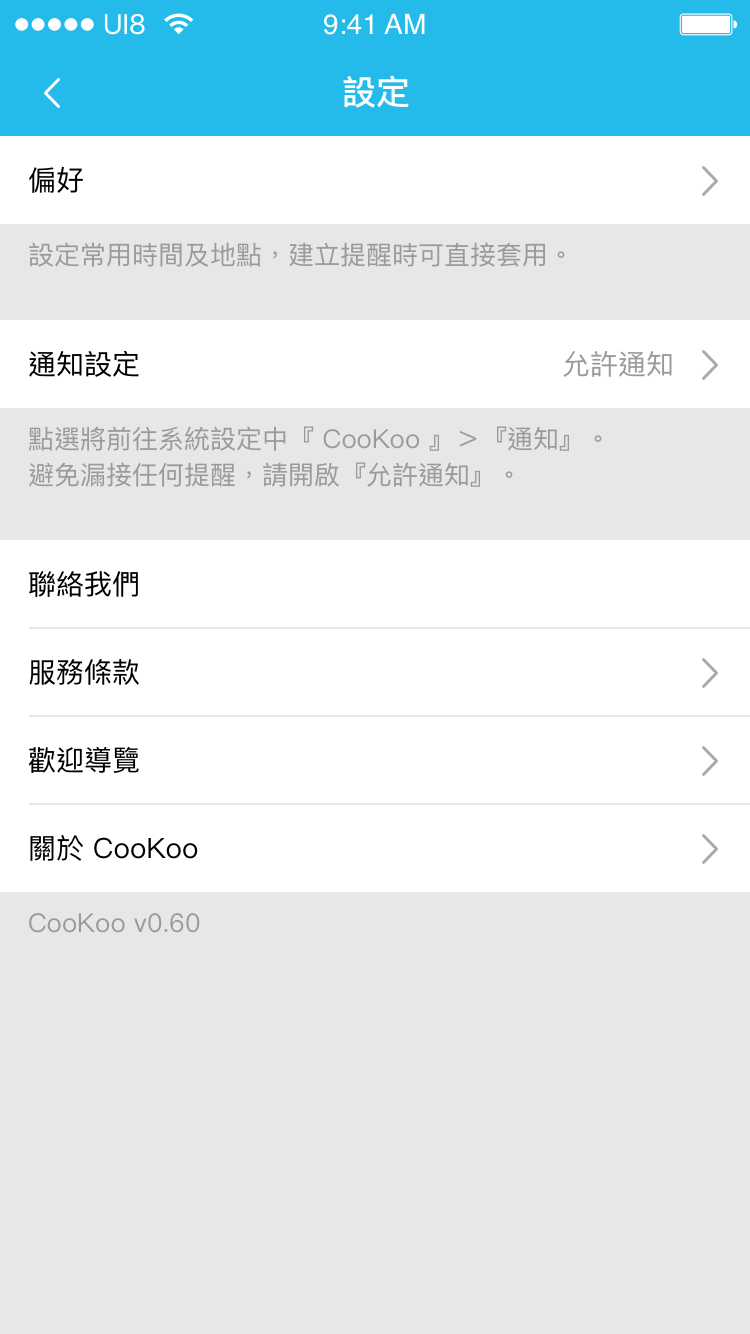 UI8 9:41 AM
設定
偏好
設定常用時間及地點，建立提醒時可直接套用。
通知設定 允許通知
點選將前往系統設定中『 CooKoo 』 > 『通知』。
避免漏接任何提醒，請開啟『允許通知』。
聯絡我們
服務條款
歡迎導覽
關於 CooKoo
CooKoo v0.60